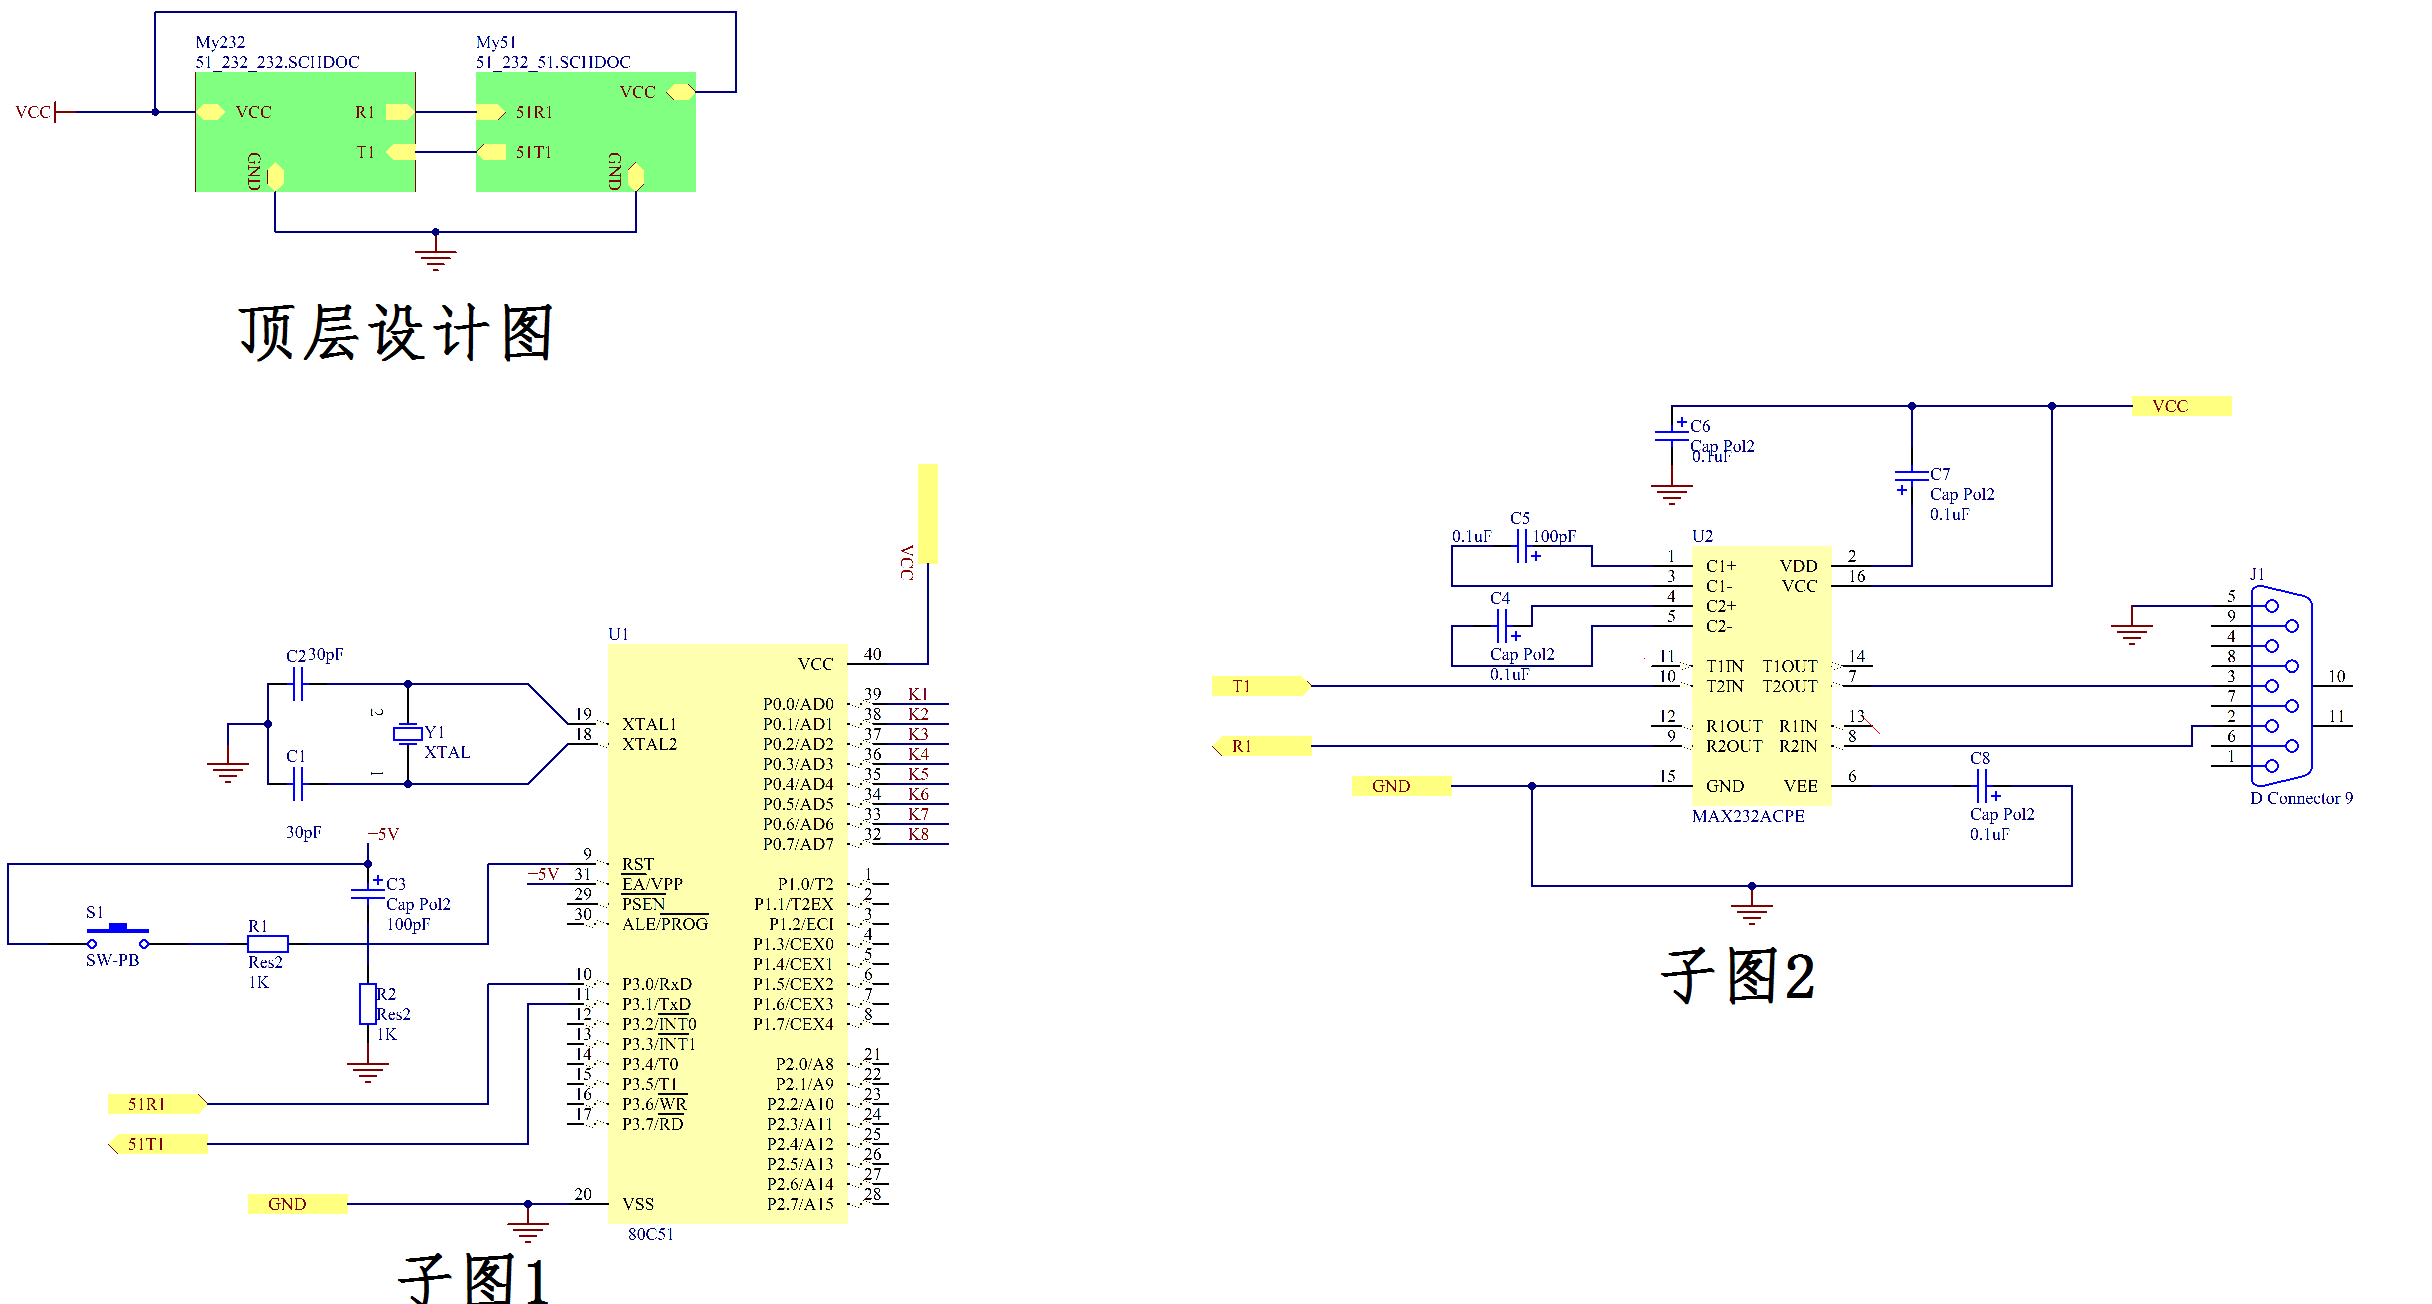 My232
51_232_232.SCHDOC
My51
51_232_51.SCHDOC
VCC
VCC
R1
T1
GND
51R1
51T1
VCC
GND
顶层设计图
VCC
U1
VCC 40
C2 30pF
2
Y1
XTAL
1
C1
30pF
19 XTAL1
18 XTAL2
P0.0/AD0 39 K1
P0.1/AD1 38 K2
P0.2/AD2 37 K3
P0.3/AD3 36 K4
P0.4/AD4 35 K5
P0.5/AD5 34 K6
P0.6/AD6 33 K7
P0.7/AD7 32 K8
−5V
C3
Cap Pol2
100pF
S1
SW-PB
R1
Res2
1K
R2
Res2
1K
9 RST
−5V 31 EA/VPP
29 PSEN
30 ALE/PROG
P1.0/T2 1
P1.1/T2EX 2
P1.2/ECI 3
P1.3/CEX0 4
P1.4/CEX1 5
P1.5/CEX2 6
P1.6/CEX3 7
P1.7/CEX4 8
10 P3.0/RxD
11 P3.1/TxD
12 P3.2/INT0
13 P3.3/INT1
14 P3.4/T0
15 P3.5/T1
16 P3.6/WR
17 P3.7/RD
P2.0/A8 21
P2.1/A9 22
P2.2/A10 23
P2.3/A11 24
P2.4/A12 25
P2.5/A13 26
P2.6/A14 27
P2.7/A15 28
51R1
51T1
GND
20 VSS
80C51
子图1
VCC
C6
Cap Pol2
0.1uF
C7
Cap Pol2
0.1uF
C5
0.1uF 100pF
C4
Cap Pol2
0.1uF
U2
1 C1+
3 C1-
4 C2+
5 C2-
VDD 2
VCC 16
11 T1IN T1OUT 14
T1 10 T2IN T2OUT 7
12 R1OUT R1IN 13
R1 9 R2OUT R2IN 8
GND 15 GND VEE 6
MAX232ACPE
C8
Cap Pol2
0.1uF
J1
5
9
4
8
3
7
2
6
1
10
11
D Connector 9
子图2